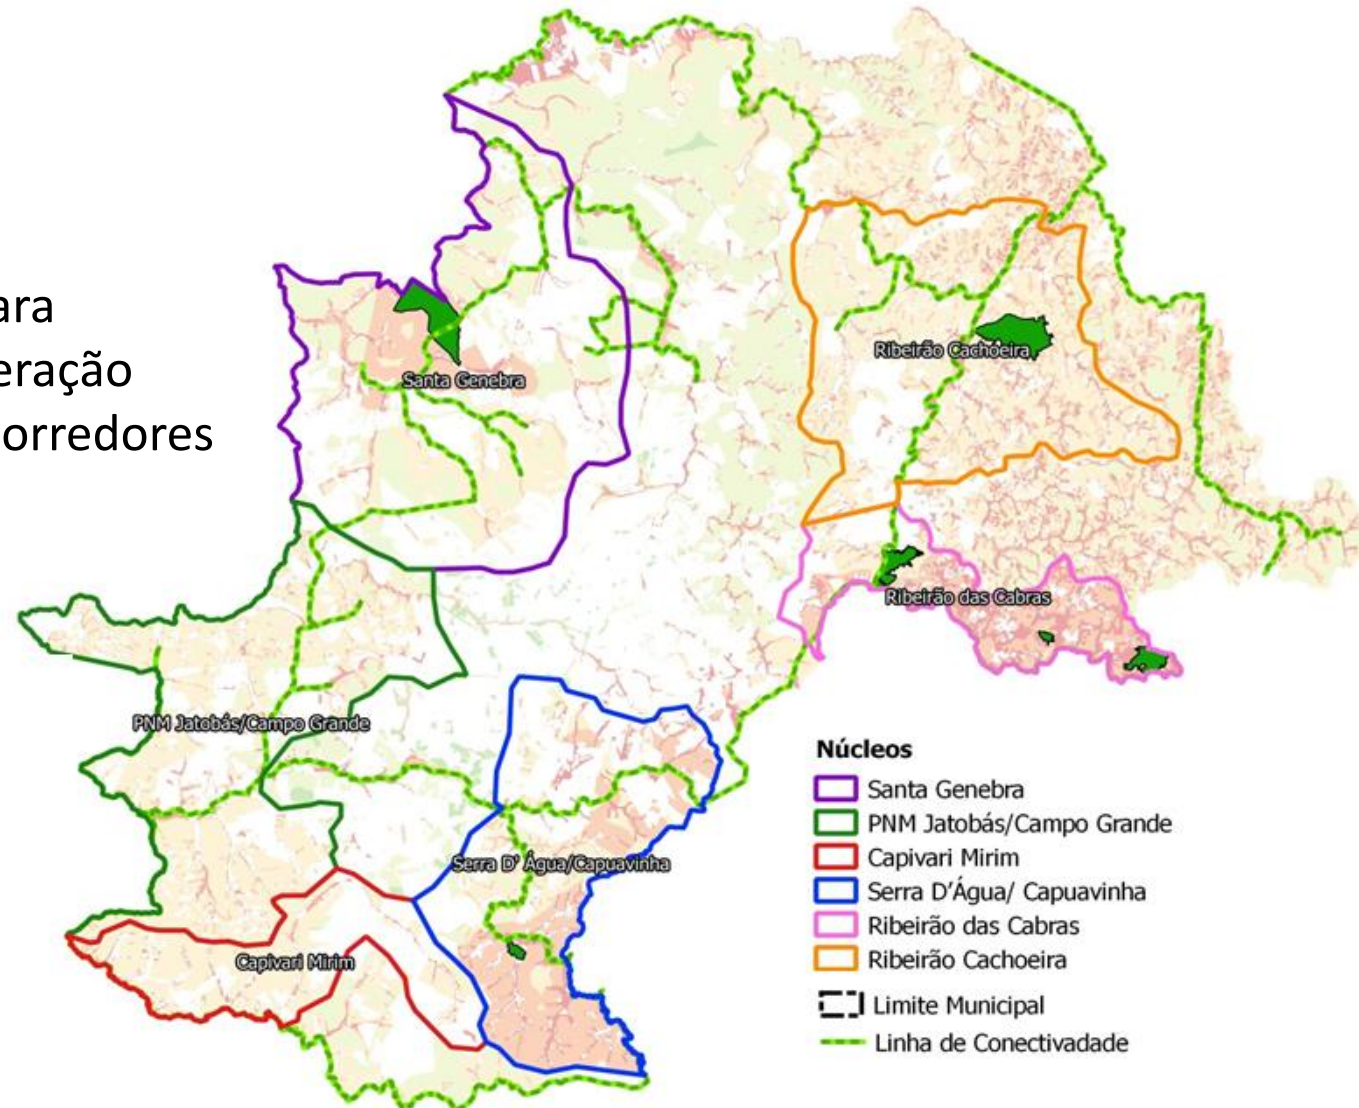 ara
eração
orredores
Ribeirão Cachoeira
Santa Genebra
Ribeirão das Cabras
PNM Jatobás/Campo Grande
Serra D' Água/Capuavinha
Capivari Mirim
Núcleos
Santa Genebra
PNM Jatobás/Campo Grande
Capivari Mirim
Serra D'Água/ Capuavinha
Ribeirão das Cabras
Ribeirão Cachoeira
Limite Municipal
Linha de Conectivadade